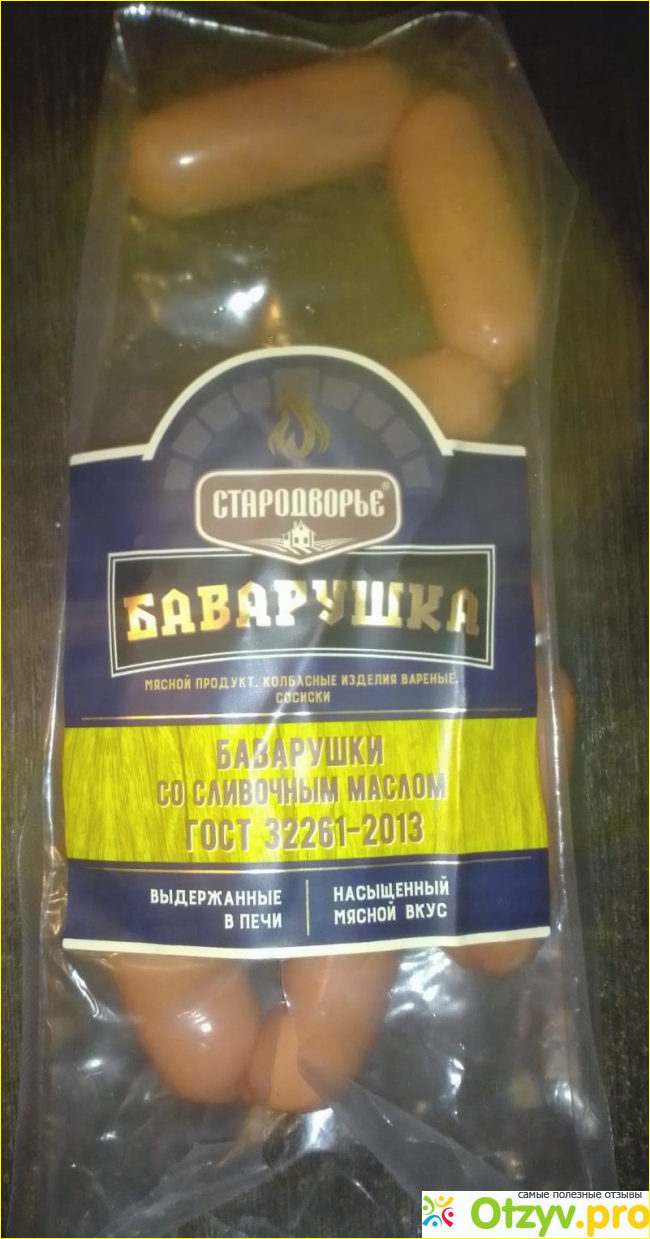 СТАРОДВОРЬЕ®
БАВАРУШКА
МЯСНОЙ ПРОДУКТ. КОЛБАСНЫЕ ИЗДЕЛИЯ ВАРЕНЫЕ.
СОСИСКИ
БАВАРУШКИ
СО СЛИВОЧНЫМ МАСЛОМ
ГОСТ 32261-2013
ВЫДЕРЖАННЫЕ
В ПЕЧИ
НАСЫЩЕННЫЙ
МЯСНОЙ ВКУС
самые полезные отзывы
Otzyv.pro